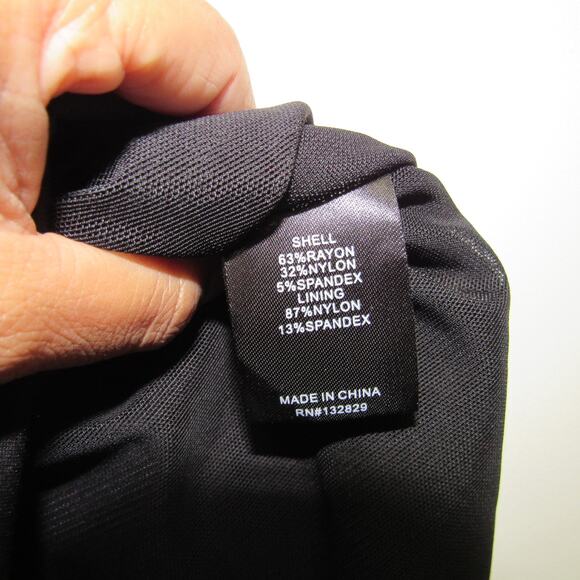 SHELL
63%RAYON
32%NYLON
5%SPANDEX
LINING
87%NYLON
13%SPANDEX
MADE IN CHINA
RN#132829